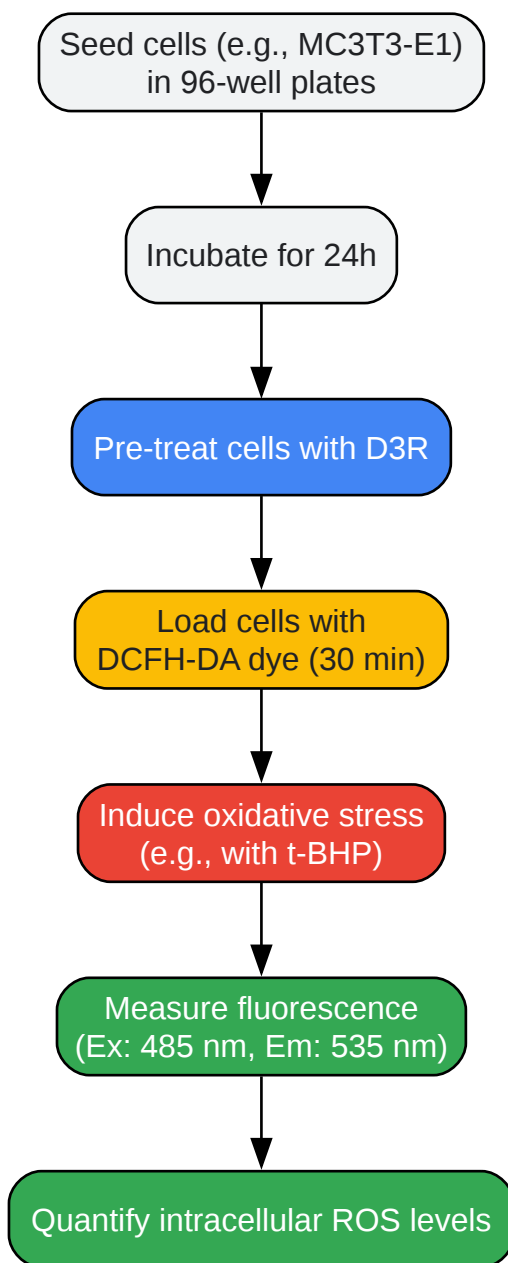 Seed cells (e.g., MC3T3-E1)
in 96-well plates
Incubate for 24h
Pre-treat cells with D3R
Load cells with
DCFH-DA dye (30 min)
Induce oxidative stress
(e.g., with t-BHP)
Measure fluorescence
(Ex: 485 nm, Em: 535 nm)
Quantify intracellular ROS levels